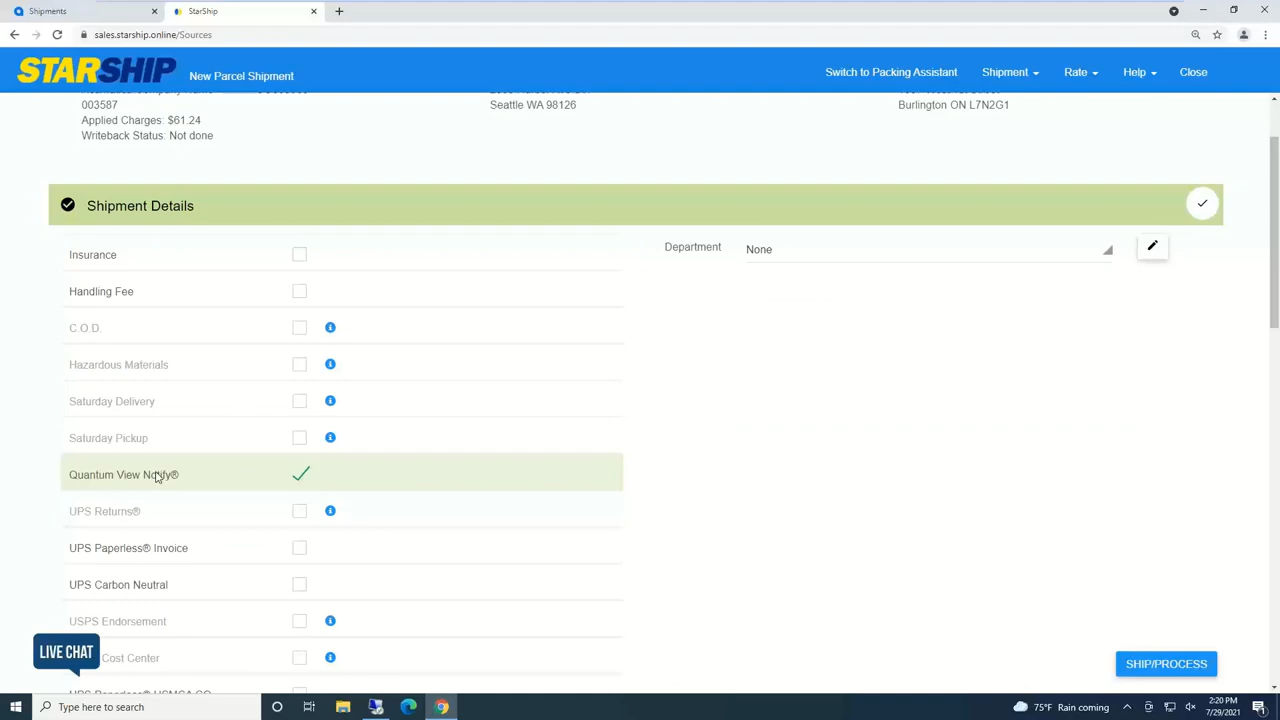 Shipments
StarShip
sales.starship.online/Sources
STARSHIP
New Parcel Shipment
Switch to Packing Assistant
Shipment
Rate
Help
Close
003587
Applied Charges: $61.24
Writeback Status: Not done
Seattle WA 98126
Burlington ON L7N2G1
Shipment Details
Insurance
Handling Fee
C.O.D.
Hazardous Materials
Saturday Delivery
Saturday Pickup
Quantum View Notify®
UPS Returns®
UPS Paperless® Invoice
UPS Carbon Neutral
USPS Endorsement
Cost Center
Department
None
LIVE CHAT
SHIP/PROCESS
Type here to search
75°F Rain coming
2:20 PM
7/29/2021